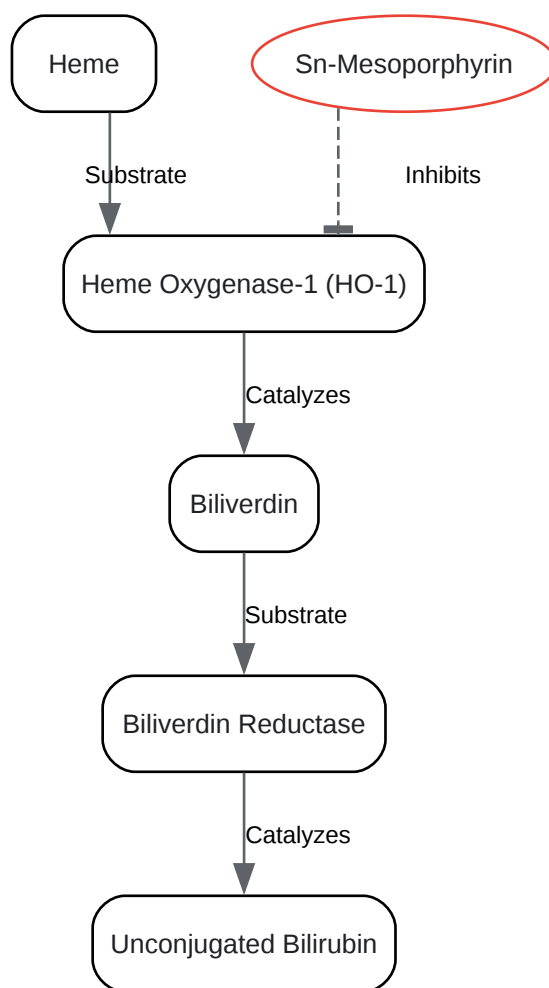 Heme
Sn-Mesoporphyrin
Substrate
Inhibits
Heme Oxygenase-1 (HO-1)
Catalyzes
Biliverdin
Substrate
Biliverdin Reductase
Catalyzes
Unconjugated Bilirubin